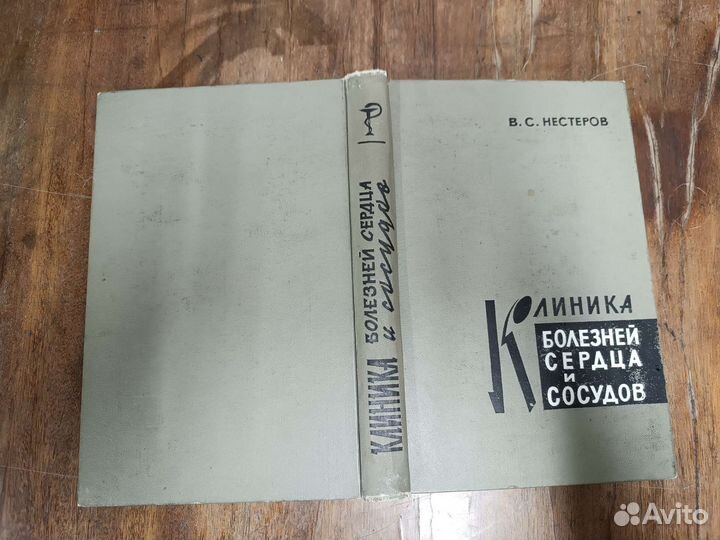 В. С. НЕСТЕРОВ
КЛИНИКА
БОЛЕЗНЕЙ
СЕРДЦА
и
СОСУДОВ
КЛИНИКА
БОЛЕЗНЕЙ СЕРДЦА
и сосудов
Avito